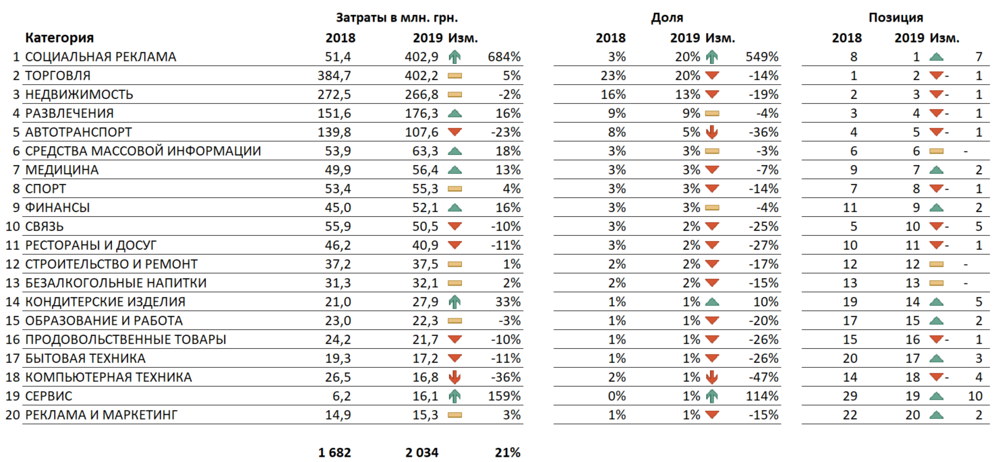 Затраты в млн. грн. Доля Позиция
Категория 2018 2019 Изм. 2018 2019 Изм. 2018 2019 Изм.
1 СОЦИАЛЬНАЯ РЕКЛАМА 51,4 402,9 684% 3% 20% 549% 8 1 7
2 ТОРГОВЛЯ 384,7 402,2 5% 23% 20% -14% 1 2 - 1
3 НЕДВИЖИМОСТЬ 272,5 266,8 -2% 16% 13% -19% 2 3 - 1
4 РАЗВЛЕЧЕНИЯ 151,6 176,3 16% 9% 9% -4% 3 4 - 1
5 АВТОТРАНСПОРТ 139,8 107,6 -23% 8% 5% -36% 4 5 - 1
6 СРЕДСТВА МАССОВОЙ ИНФОРМАЦИИ 53,9 63,3 18% 3% 3% -3% 6 6 -
7 МЕДИЦИНА 49,9 56,4 13% 3% 3% -7% 9 7 2
8 СПОРТ 53,4 55,3 4% 3% 3% -14% 7 8 - 1
9 ФИНАНСЫ 45,0 52,1 16% 3% 3% -4% 11 9 2
10 СВЯЗЬ 55,9 50,5 -10% 3% 2% -25% 5 10 - 5
11 РЕСТОРАНЫ И ДОСУГ 46,2 40,9 -11% 3% 2% -27% 10 11 - 1
12 СТРОИТЕЛЬСТВО И РЕМОНТ 37,2 37,5 1% 2% 2% -17% 12 12 -
13 БЕЗАЛКОГОЛЬНЫЕ НАПИТКИ 31,3 32,1 2% 2% 2% -15% 13 13 -
14 КОНДИТЕРСКИЕ ИЗДЕЛИЯ 21,0 27,9 33% 1% 1% 10% 19 14 5
15 ОБРАЗОВАНИЕ И РАБОТА 23,0 22,3 -3% 1% 1% -20% 17 15 2
16 ПРОДОВОЛЬСТВЕННЫЕ ТОВАРЫ 24,2 21,7 -10% 1% 1% -26% 15 16 - 1
17 БЫТОВАЯ ТЕХНИКА 19,3 17,2 -11% 1% 1% -26% 20 17 3
18 КОМПЬЮТЕРНАЯ ТЕХНИКА 26,5 16,8 -36% 2% 1% -47% 14 18 - 4
19 СЕРВИС 6,2 16,1 159% 0% 1% 114% 29 19 10
20 РЕКЛАМА И МАРКЕТИНГ 14,9 15,3 3% 1% 1% -15% 22 20 2
1 682 2 034 21%